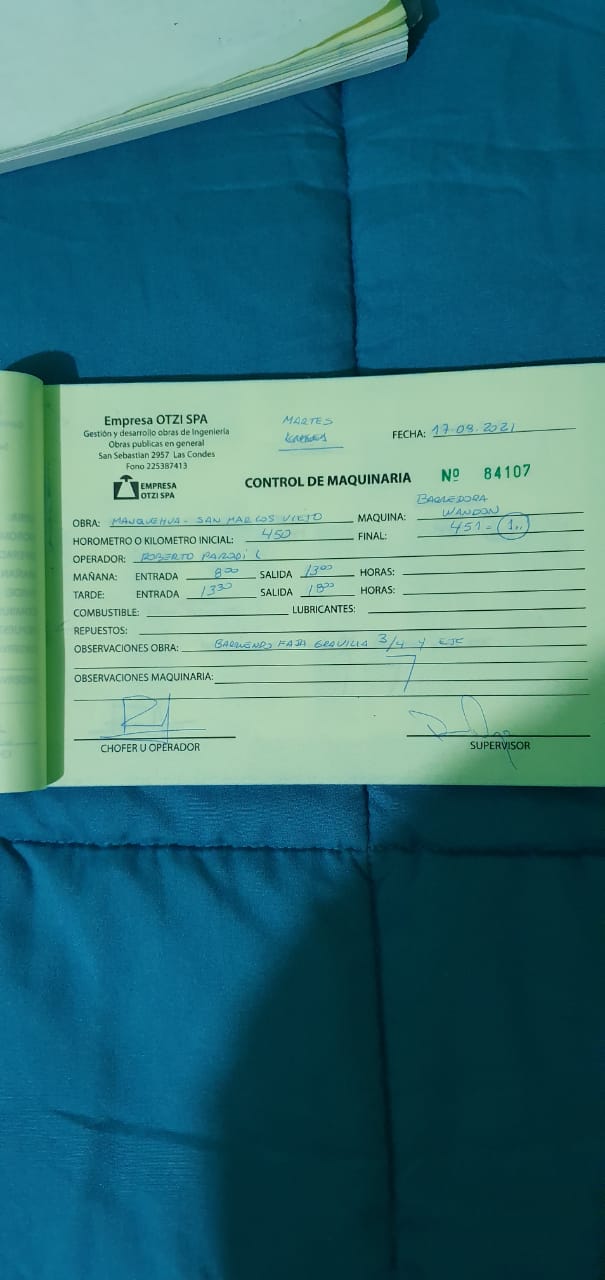 Empresa OTZI SPA
Gestión y desarrollo obras de Ingenieria
Obras publicas en general
San Sebastian 2957 Las Condes
Fono 225387413
EMPRESA
OTZI SPA
MARTES
FECHA: 17-08-2021
CONTROL DE MAQUINARIA Nº 84107
OBRA: MANQUEHUA - SAN MARCOS VIEJO MAQUINA: BARREDORA
WANDON
HOROMETRO O KILOMETRO INICIAL: 450 FINAL: 451 = (1,,)
OPERADOR: ROBERTO PARODI L
MAÑANA: ENTRADA 8:00 SALIDA 13:00 HORAS:
TARDE: ENTRADA 13:30 SALIDA 18:00 HORAS:
COMBUSTIBLE: LUBRICANTES:
REPUESTOS:
OBSERVACIONES OBRA: BARRIENDO FAJA GRAVILLA 3/4 Y EJE
OBSERVACIONES MAQUINARIA:
CHOFER U OPERADOR SUPERVISOR